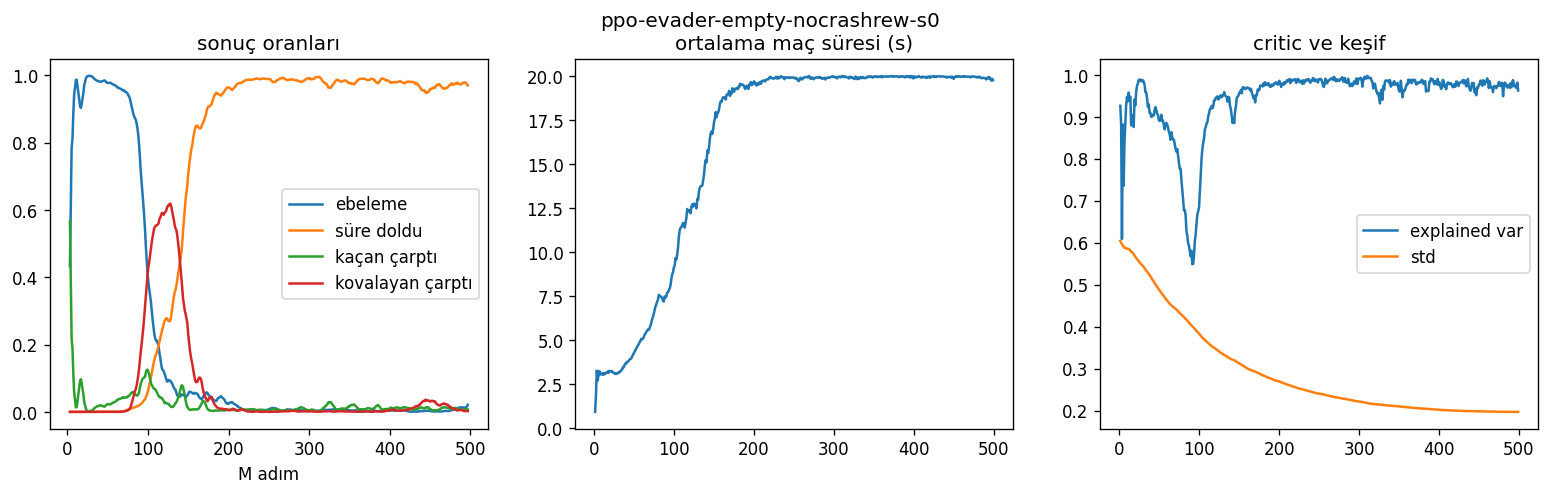 ppo-evader-empty-nocrashrew-s0
sonuç oranları
1.0
0.8
0.6
0.4
0.2
0.0
ebeleme
süre doldu
kaçan çarptı
kovalayan çarptı
0 100 200 300 400 500
M adım
ortalama maç süresi (s)
20.0
17.5
15.0
12.5
10.0
7.5
5.0
2.5
0.0
0 100 200 300 400 500
critic ve keşif
1.0
0.9
0.8
0.7
0.6
0.5
0.4
0.3
0.2
explained var
std
0 100 200 300 400 500